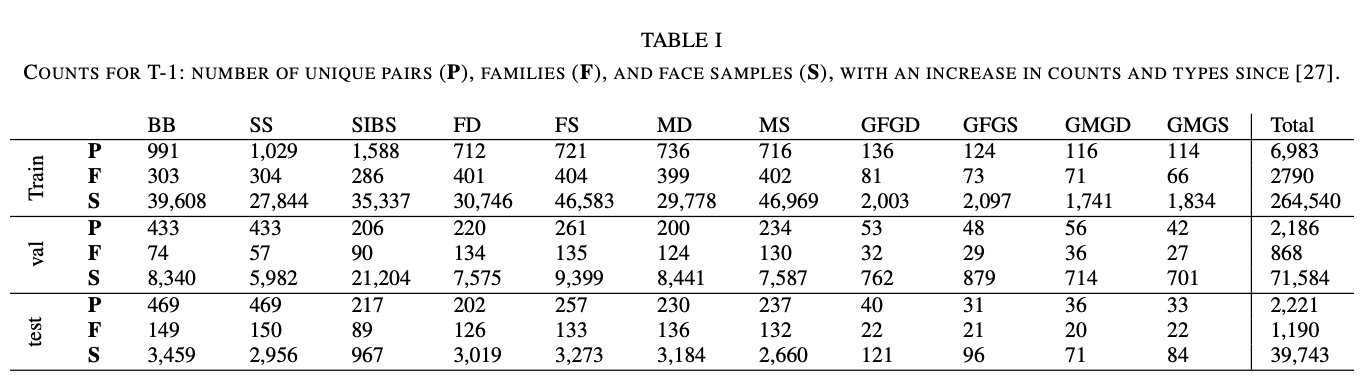 TABLE I
COUNTS FOR T-1: NUMBER OF UNIQUE PAIRS (P), FAMILIES (F), AND FACE SAMPLES (S), WITH AN INCREASE IN COUNTS AND TYPES SINCE [27].
BB SS SIBS FD FS MD MS GFGD GFGS GMGD GMGS Total
Train
P 991 1,029 1,588 712 721 736 716 136 124 116 114 6,983
F 303 304 286 401 404 399 402 81 73 71 66 2790
S 39,608 27,844 35,337 30,746 46,583 29,778 46,969 2,003 2,097 1,741 1,834 264,540
val
P 433 433 206 220 261 200 234 53 48 56 42 2,186
F 74 57 90 134 135 124 130 32 29 36 27 868
S 8,340 5,982 21,204 7,575 9,399 8,441 7,587 762 879 714 701 71,584
test
P 469 469 217 202 257 230 237 40 31 36 33 2,221
F 149 150 89 126 133 136 132 22 21 20 22 1,190
S 3,459 2,956 967 3,019 3,273 3,184 2,660 121 96 71 84 39,743